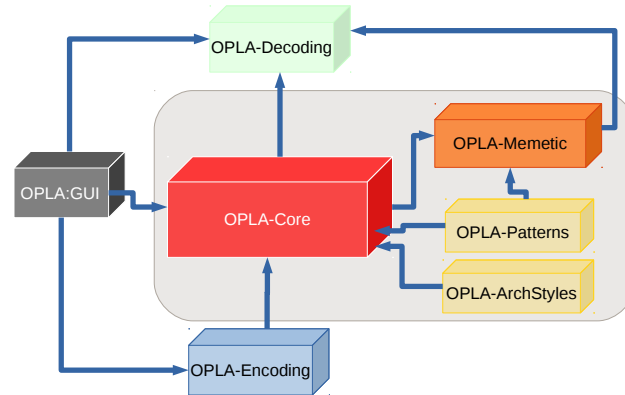 OPLA-Decoding
OPLA-Memetic
OPLA:GUI
OPLA-Core
OPLA-Patterns
OPLA-ArchStyles
OPLA-Encoding